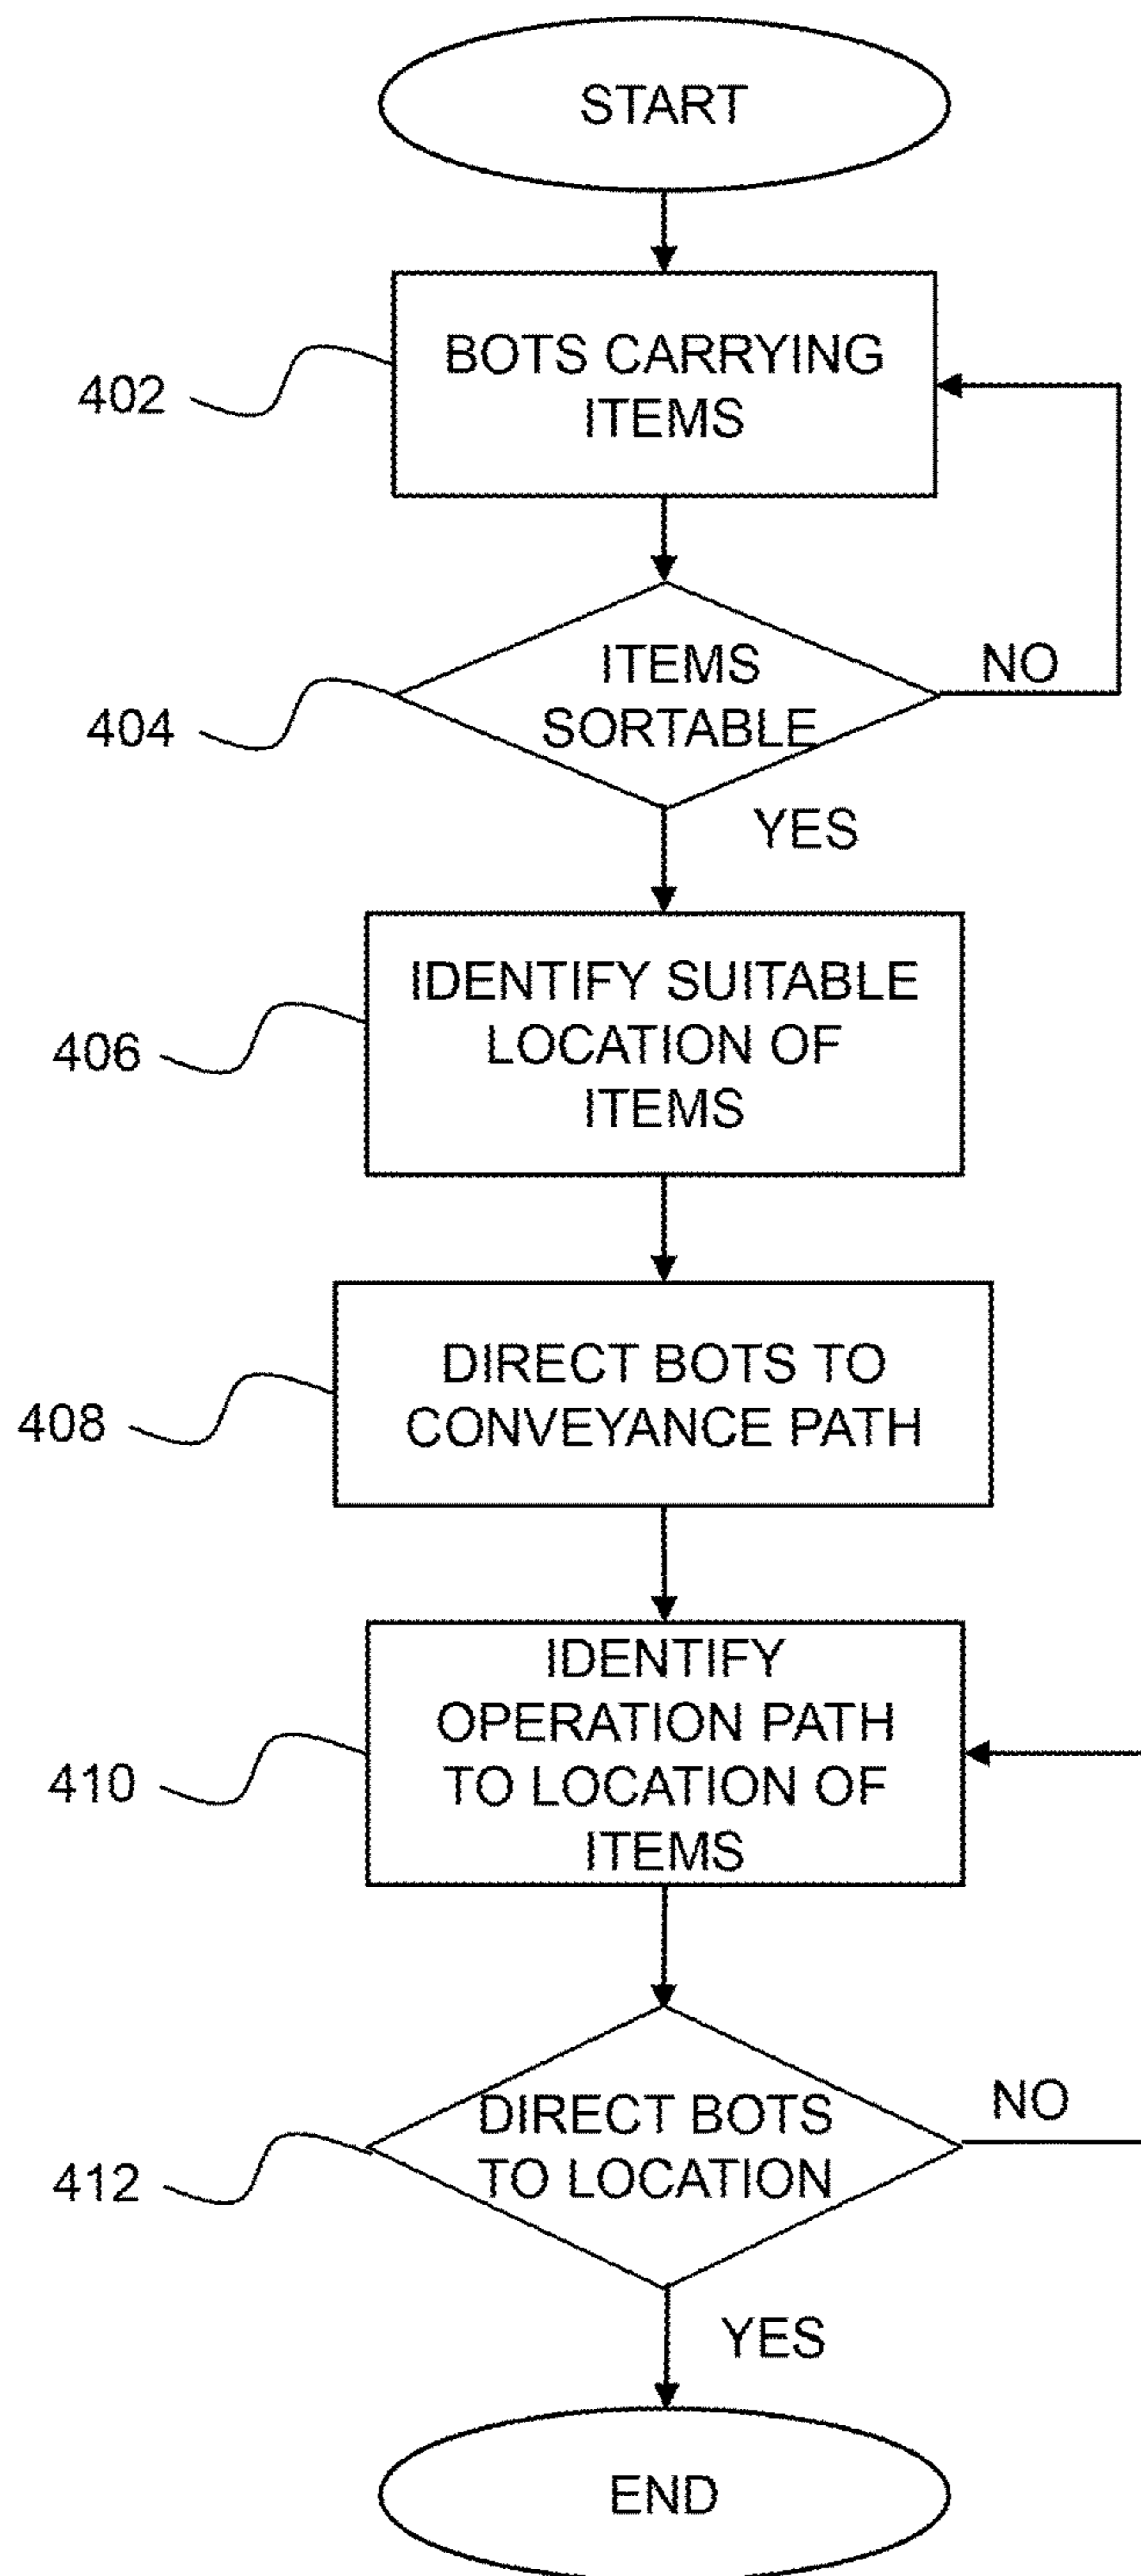 START
402
BOTS CARRYING
ITEMS
404
ITEMS
SORTABLE
NO
YES
406
IDENTIFY SUITABLE
LOCATION OF
ITEMS
408
DIRECT BOTS TO
CONVEYANCE PATH
410
IDENTIFY
OPERATION PATH
TO LOCATION OF
ITEMS
412
DIRECT BOTS
TO LOCATION
NO
YES
END